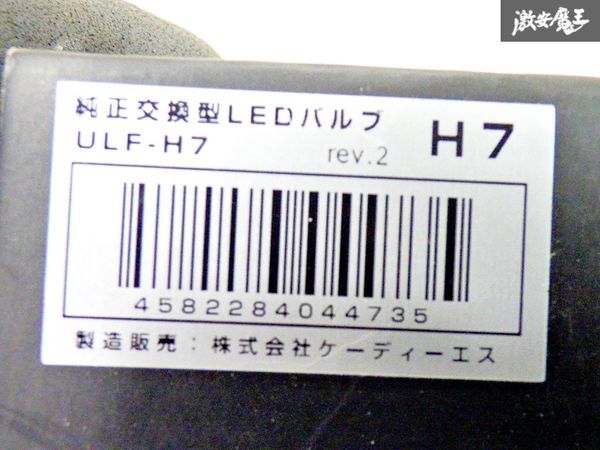 激安魔王
純正交換型LEDバルブ
ULF-H7 rev.2 H7
4582284044735
製造販売：株式会社ケーディーエス